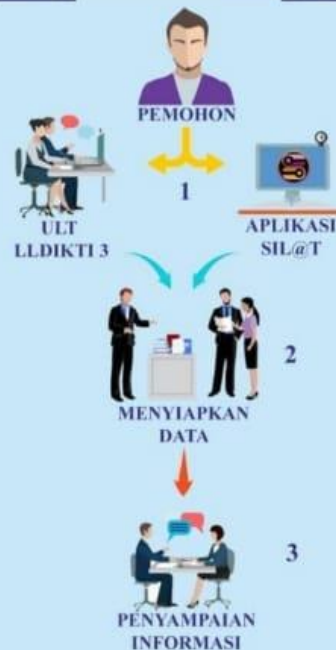 PEMOHON
1
ULT
LLDIKTI 3
APLIKASI
SIL@T
2
MENYIAPKAN
DATA
3
PENYAMPAIAN
INFORMASI